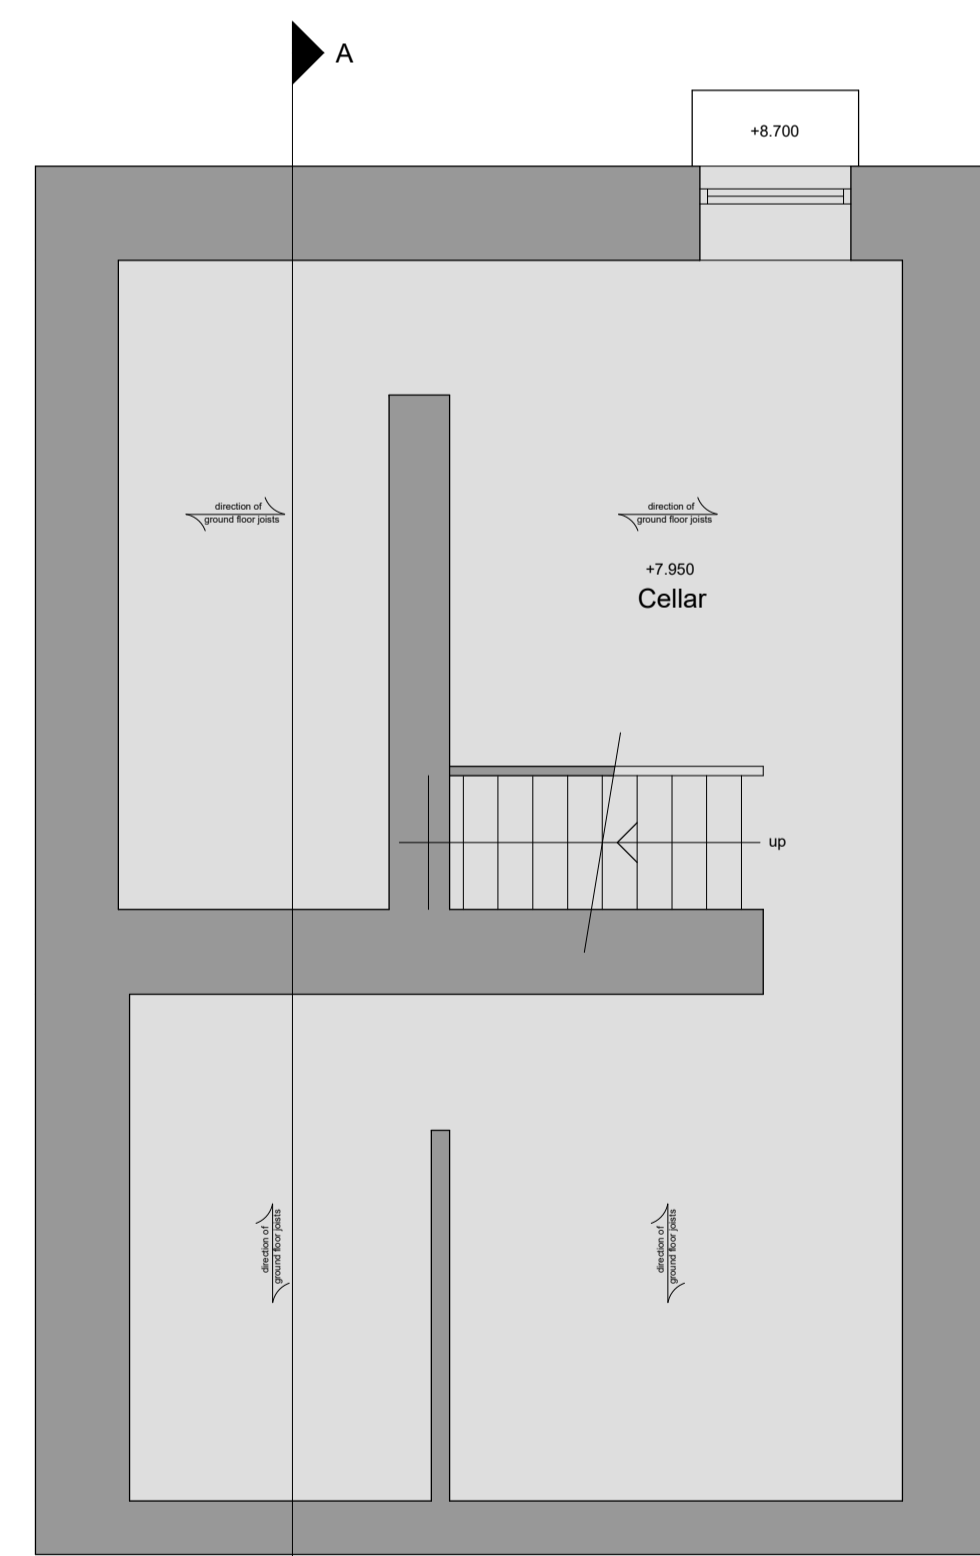 A
+8.700
direction of
ground floor joists
direction of
ground floor joists
+7.950
Cellar
up
direction of
ground floor joists
direction of
ground floor joists